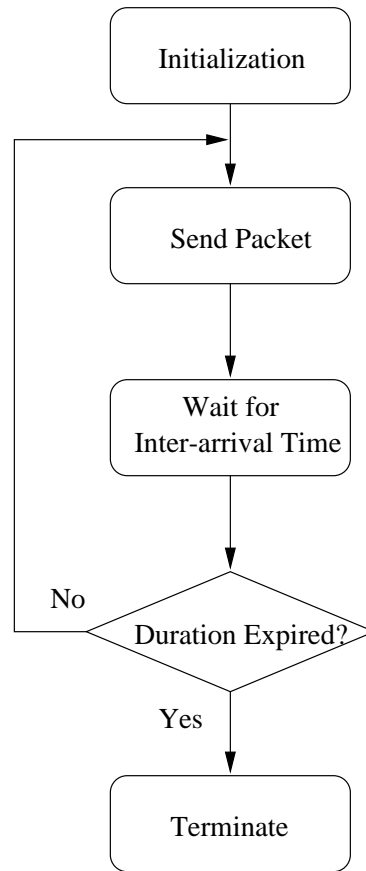 Initialization
Send Packet
Wait for
Inter-arrival Time
No
Duration Expired?
Yes
Terminate